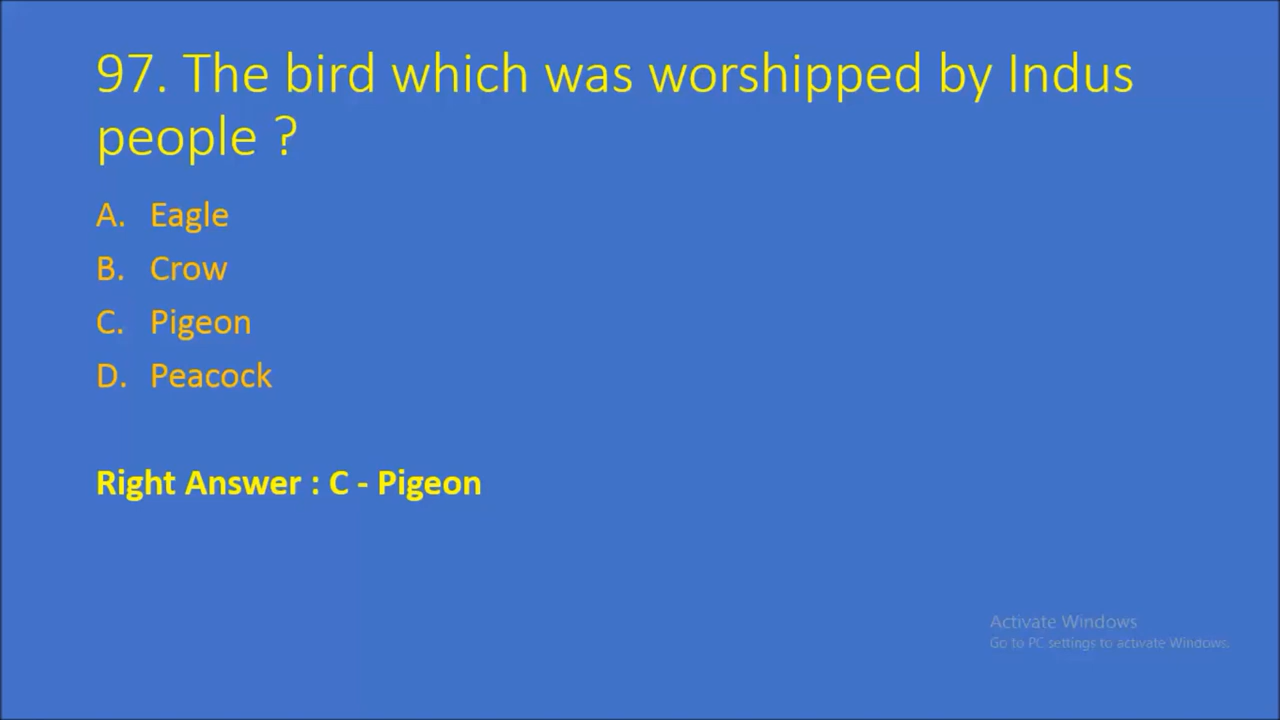 97. The bird which was worshipped by Indus
people ?
A. Eagle
B. Crow
C. Pigeon
D. Peacock
Right Answer : C - Pigeon
Activate Windows
Go to PC settings to activate Windows.